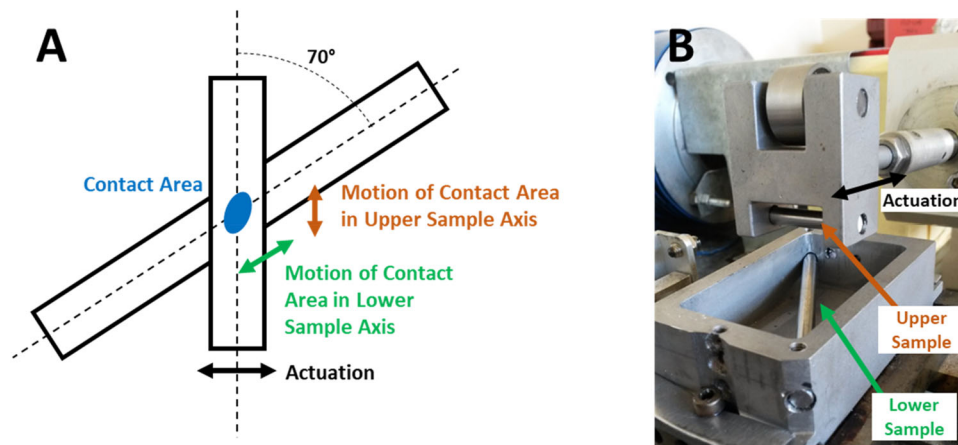 A
70°
Contact Area
Motion of Contact Area
in Upper Sample Axis
Motion of Contact
Area in Lower
Sample Axis
Actuation
B
Actuation
Upper
Sample
Lower
Sample